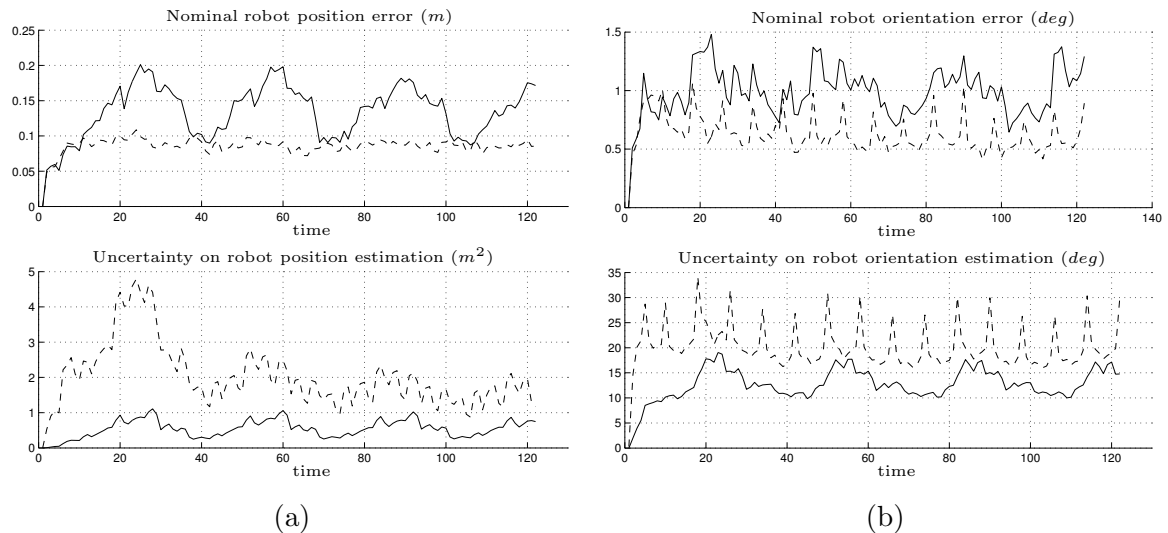 Nominal robot position error (m)
0.25
0.2
0.15
0.1
0.05
0
0 20 40 60 80 100 120
time
Uncertainty on robot position estimation (m²)
5
4
3
2
1
0
0 20 40 60 80 100 120
time
(a)
Nominal robot orientation error (deg)
1.5
1
0.5
0
0 20 40 60 80 100 120 140
time
Uncertainty on robot orientation estimation (deg)
35
30
25
20
15
10
5
0
0 20 40 60 80 100 120
time
(b)